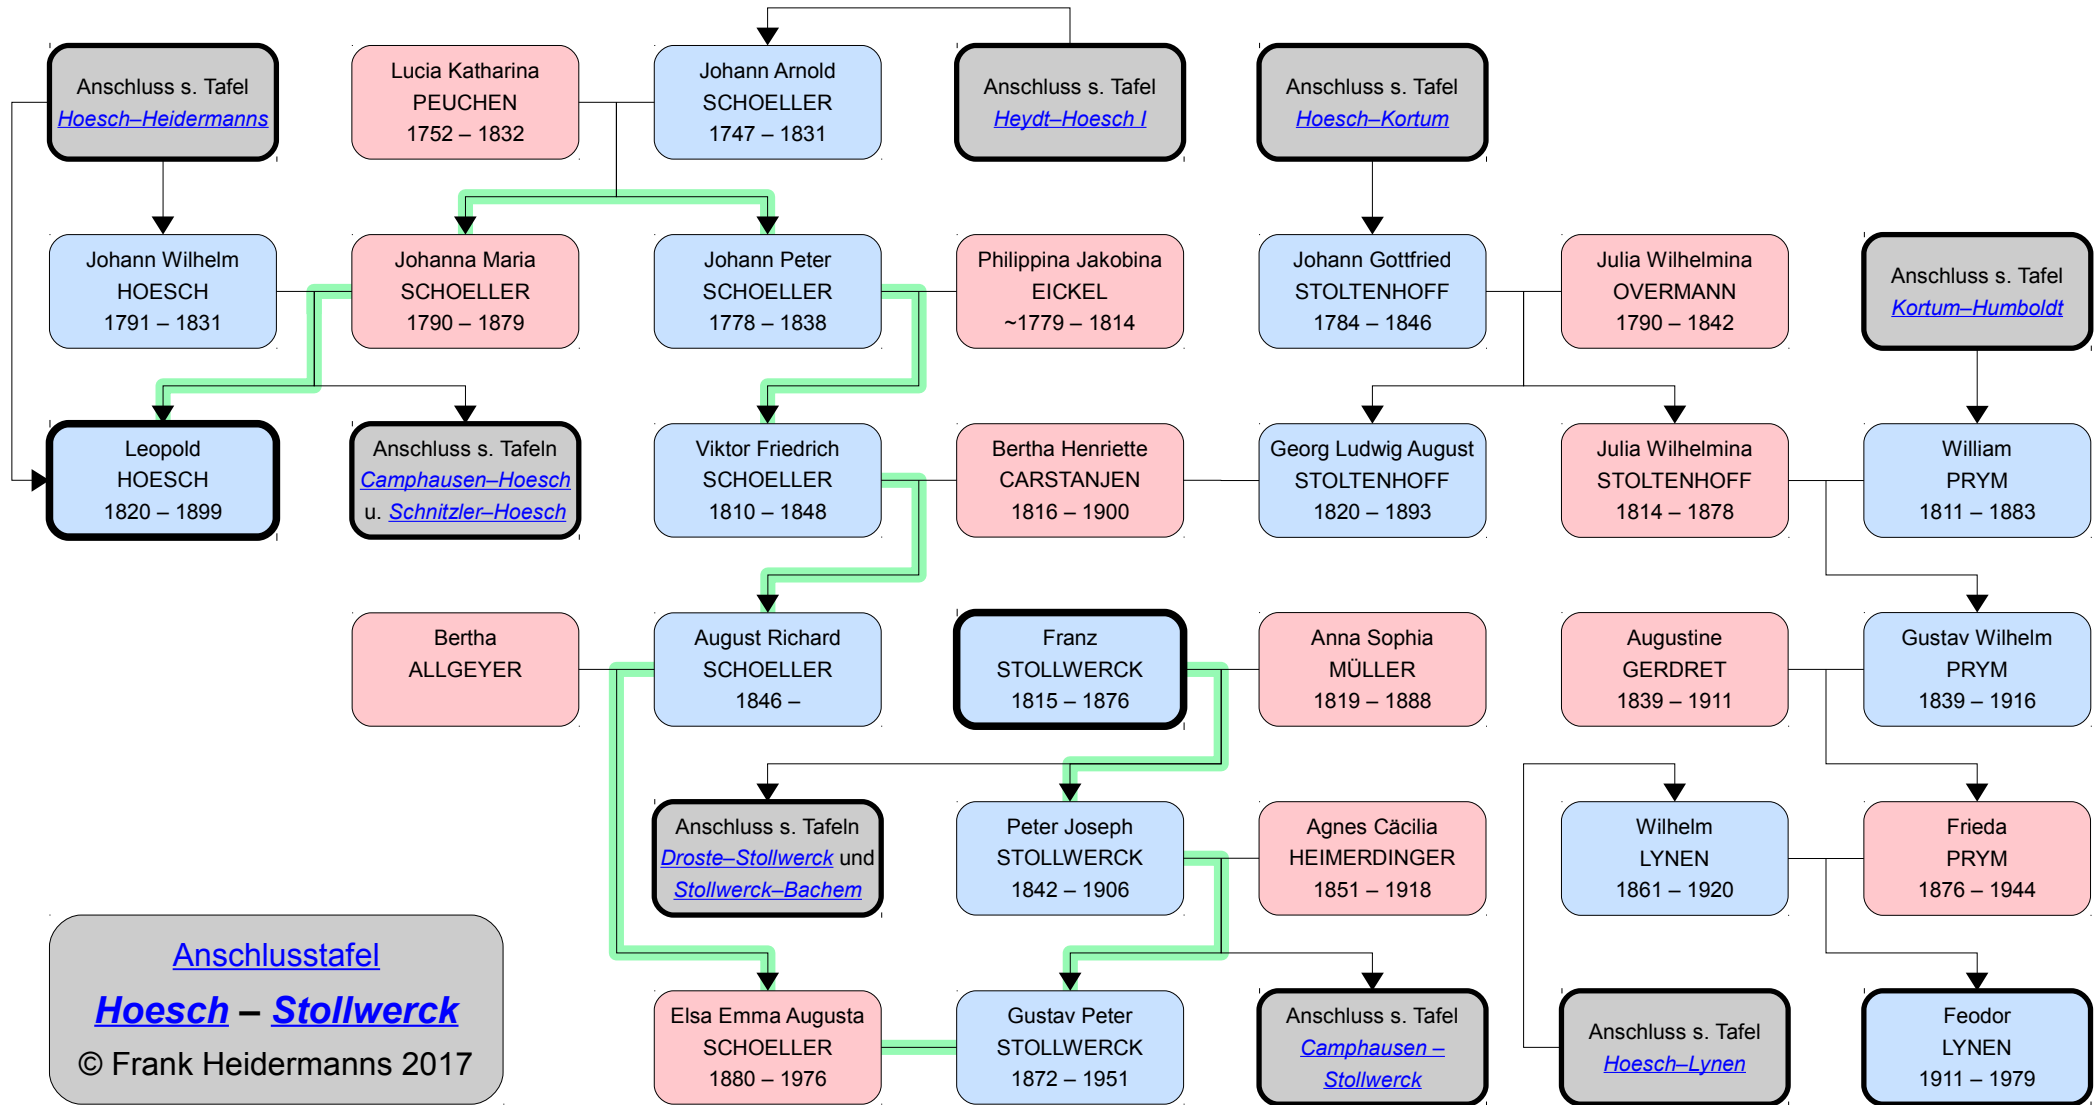 Anschluss s. Tafel
Hoesch–Heidermanns
Lucia Katharina
PEUCHEN
1752 – 1832
Johann Arnold
SCHOELLER
1747 – 1831
Anschluss s. Tafel
Heydt–Hoesch I
Anschluss s. Tafel
Hoesch–Kortum
Johann Wilhelm
HOESCH
1791 – 1831
Johanna Maria
SCHOELLER
1790 – 1879
Johann Peter
SCHOELLER
1778 – 1838
Philippina Jakobina
EICKEL
~1779 – 1814
Johann Gottfried
STOLTENHOFF
1784 – 1846
Julia Wilhelmina
OVERMANN
1790 – 1842
Anschluss s. Tafel
Kortum–Humboldt
Leopold
HOESCH
1820 – 1899
Anschluss s. Tafeln
Camphausen–Hoesch
u. Schnitzler–Hoesch
Viktor Friedrich
SCHOELLER
1810 – 1848
Bertha Henriette
CARSTANJEN
1816 – 1900
Georg Ludwig August
STOLTENHOFF
1820 – 1893
Julia Wilhelmina
STOLTENHOFF
1814 – 1878
William
PRYM
1811 – 1883
Bertha
ALLGEYER
August Richard
SCHOELLER
1846 –
Franz
STOLLWERCK
1815 – 1876
Anna Sophia
MÜLLER
1819 – 1888
Augustine
GERDRET
1839 – 1911
Gustav Wilhelm
PRYM
1839 – 1916
Anschluss s. Tafeln
Droste–Stollwerck und
Stollwerck–Bachem
Peter Joseph
STOLLWERCK
1842 – 1906
Agnes Cäcilia
HEIMERDINGER
1851 – 1918
Wilhelm
LYNEN
1861 – 1920
Frieda
PRYM
1876 – 1944
Anschlusstafel
Hoesch – Stollwerck
© Frank Heidermanns 2017
Elsa Emma Augusta
SCHOELLER
1880 – 1976
Gustav Peter
STOLLWERCK
1872 – 1951
Anschluss s. Tafel
Camphausen –
Stollwerck
Anschluss s. Tafel
Hoesch–Lynen
Feodor
LYNEN
1911 – 1979